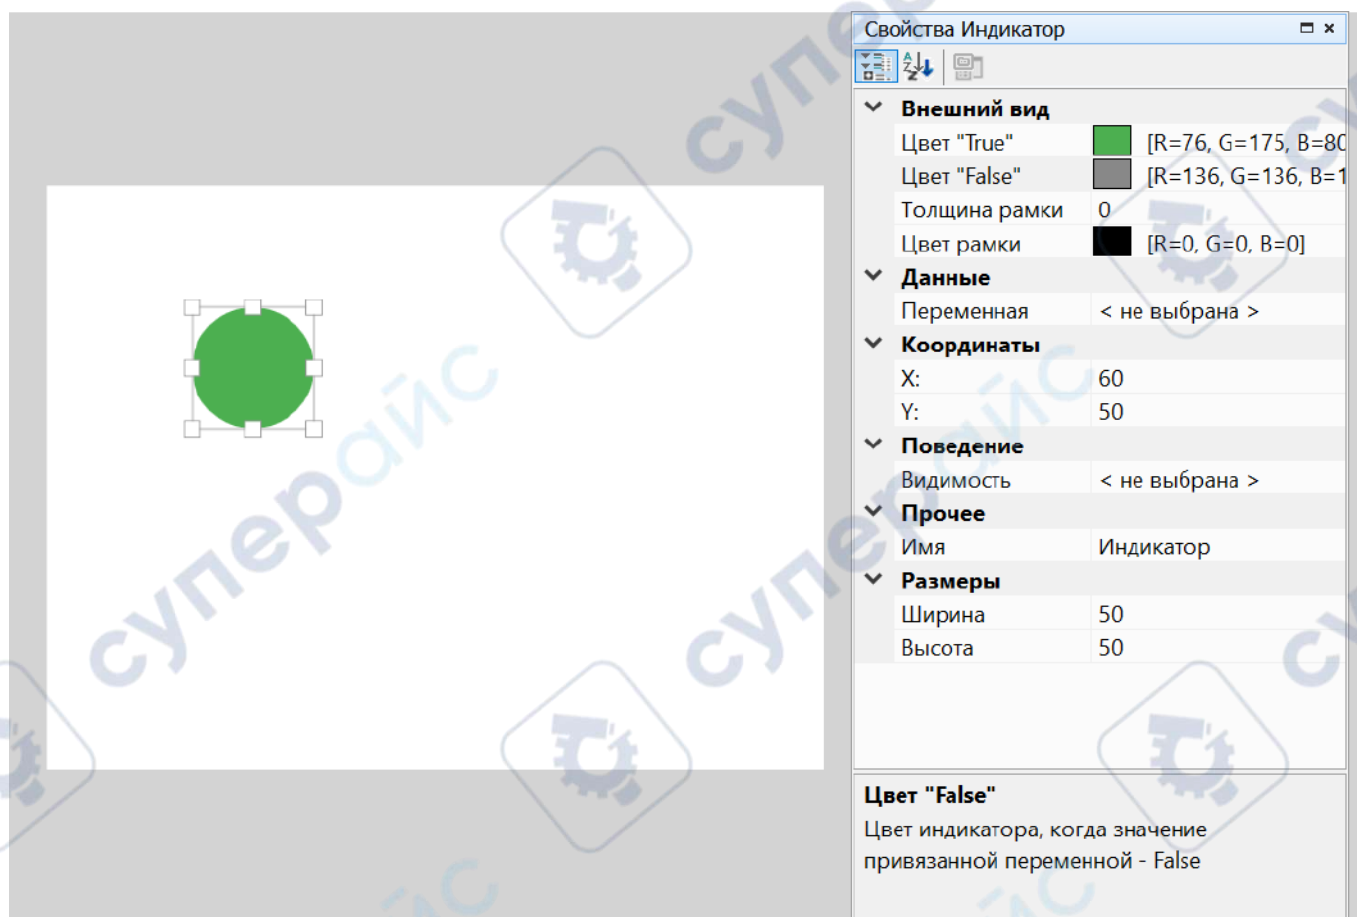 Свойства Индикатор
Внешний вид
Цвет "True" [R=76, G=175, B=80
Цвет "False" [R=136, G=136, B=1
Толщина рамки 0
Цвет рамки [R=0, G=0, B=0]
Данные
Переменная < не выбрана >
Координаты
X: 60
Y: 50
Поведение
Видимость < не выбрана >
Прочее
Имя Индикатор
Размеры
Ширина 50
Высота 50
Цвет "False"
Цвет индикатора, когда значение
привязанной переменной - False
суперайс
суперайс